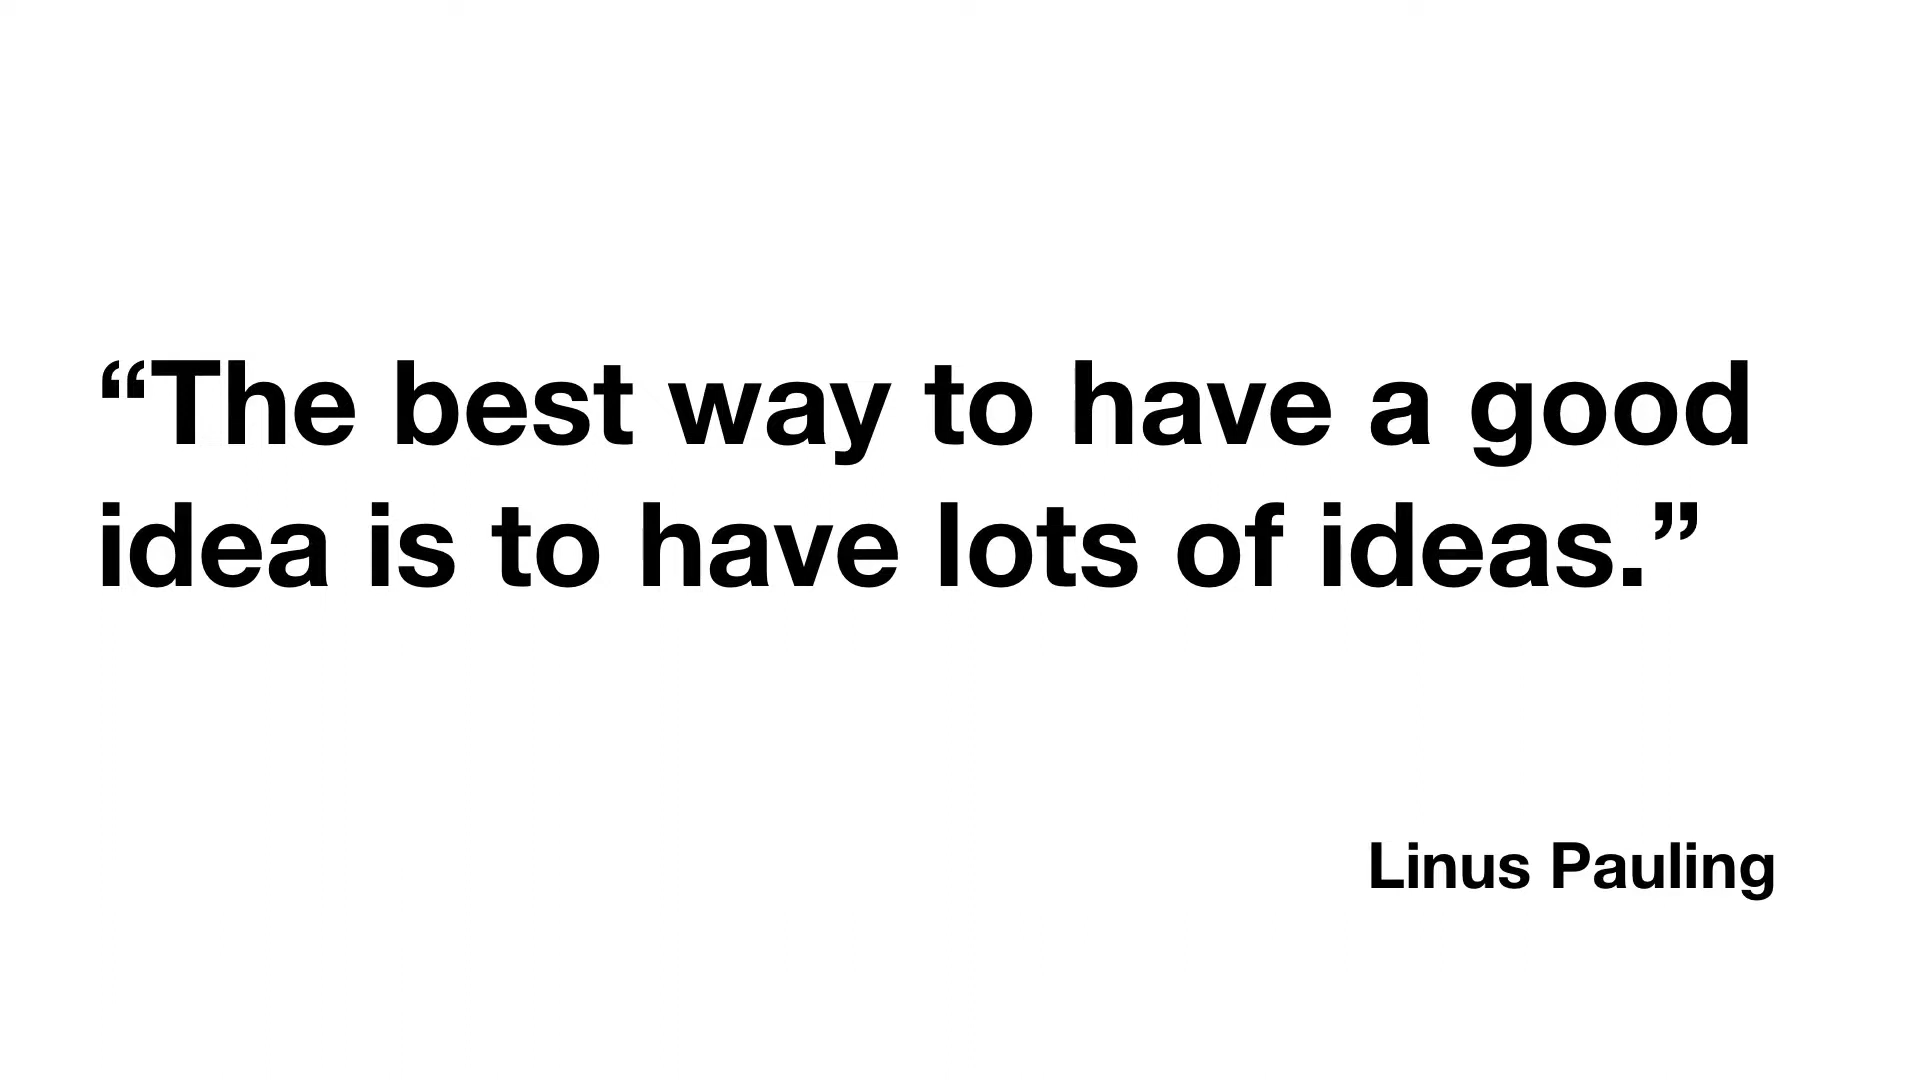 “The best way to have a good
idea is to have lots of ideas.”
Linus Pauling